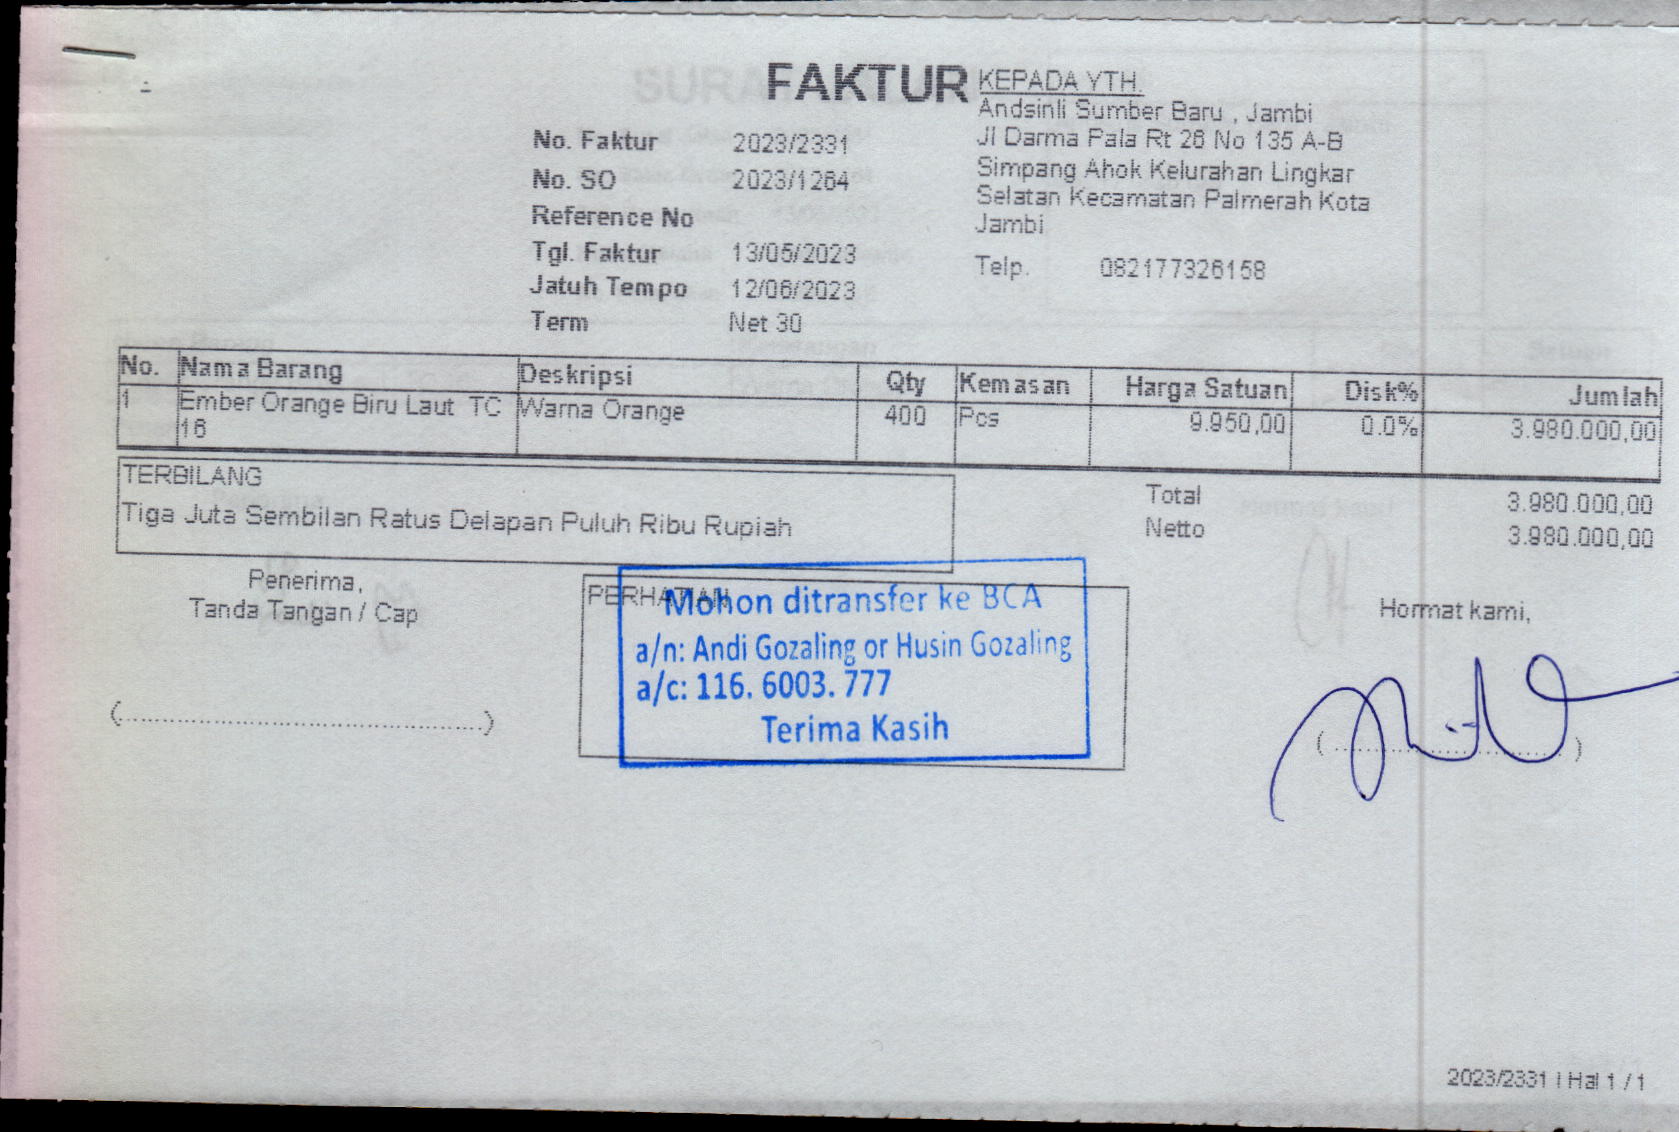 FAKTUR
No. Faktur 2023/2331
No. SO 2023/1264
Reference No
Tgl. Faktur 13/05/2023
Jatuh Tempo 12/06/2023
Term Net 30
KEPADA YTH.
Andsinli Sumber Baru , Jambi
Jl Darma Pala Rt 26 No 135 A-B
Simpang Ahok Kelurahan Lingkar
Selatan Kecamatan Palmerah Kota
Jambi
Telp. 082177326158
No. Nama Barang Deskripsi Qty Kemasan Harga Satuan Disk% Jumlah
1 Ember Orange Biru Laut TC Warna Orange 400 Pcs 9.950,00 0.0% 3.980.000,00
16
TERBILANG
Tiga Juta Sembilan Ratus Delapan Puluh Ribu Rupiah
Total 3.980.000,00
Netto 3.980.000,00
Penerima,
Tanda Tangan / Cap
(........................................)
PERHATIAN
Mohon ditransfer ke BCA
a/n: Andi Gozaling or Husin Gozaling
a/c: 116. 6003. 777
Terima Kasih
Hormat kami,
(........................................)
2023/2331 | Hal 1 / 1